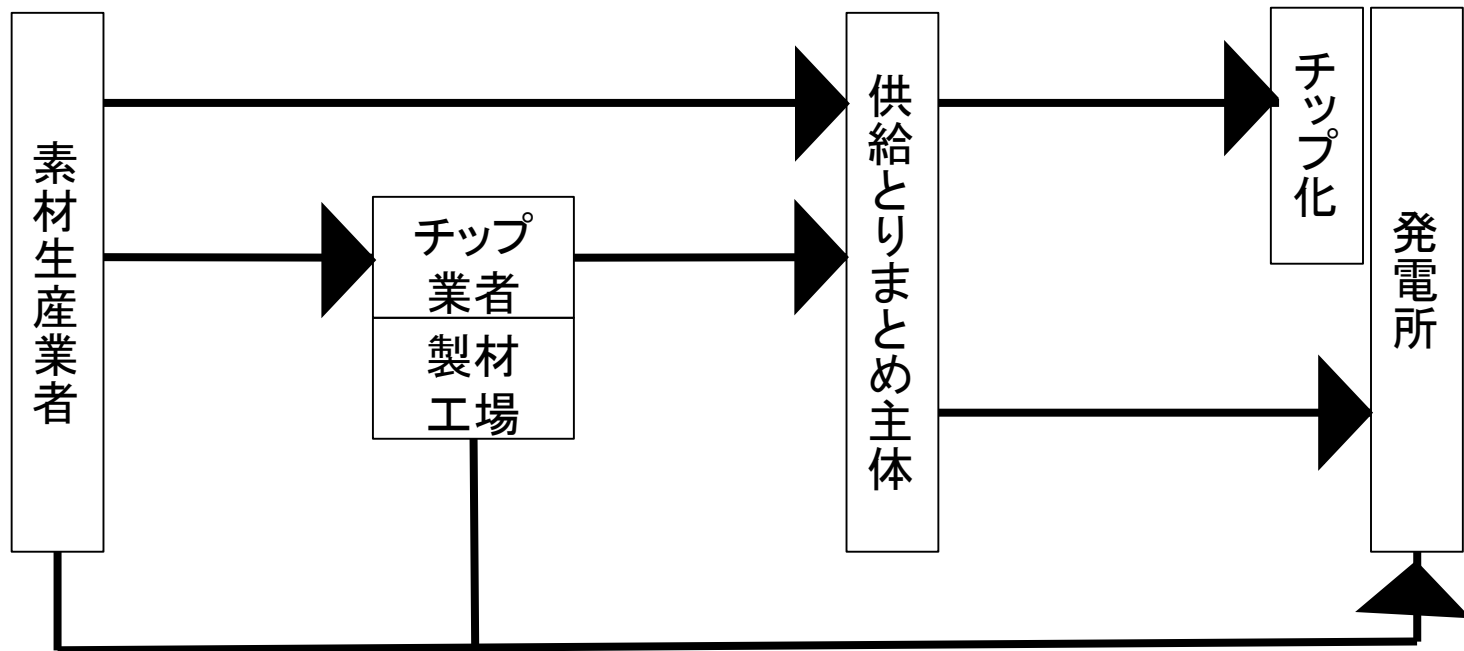 素材生産業者
チップ
業者
製材
工場
供給とりまとめ主体
チップ化
発電所